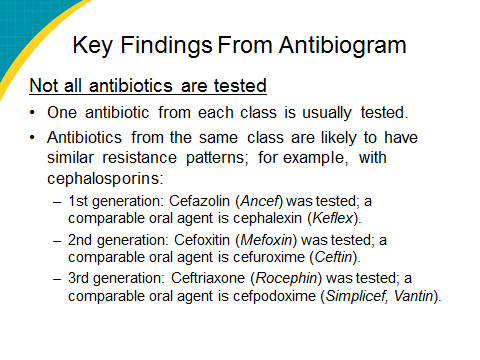 Key Findings From Antibiogram
Not all antibiotics are tested
• One antibiotic from each class is usually tested.
• Antibiotics from the same class are likely to have
similar resistance patterns; for example, with
cephalosporins:
– 1st generation: Cefazolin (Ancef) was tested; a
comparable oral agent is cephalexin (Keflex).
– 2nd generation: Cefoxitin (Mefoxin) was tested; a
comparable oral agent is cefuroxime (Ceftin).
– 3rd generation: Ceftriaxone (Rocephin) was tested; a
comparable oral agent is cefpodoxime (Simplicef, Vantin).